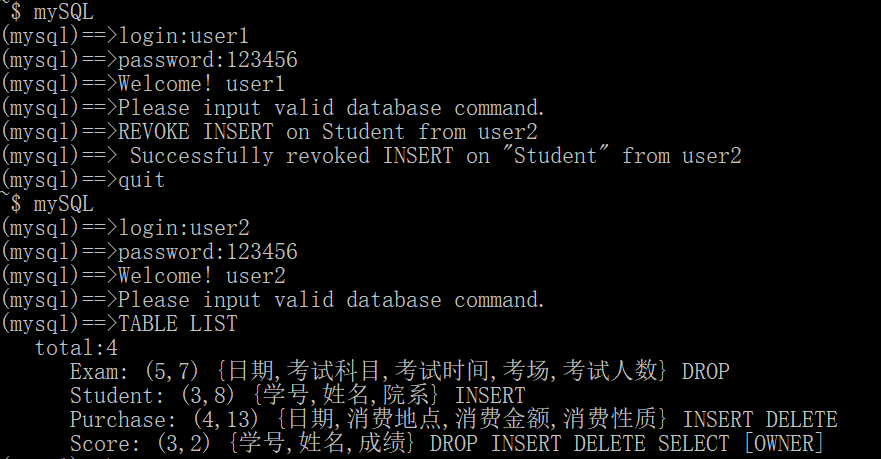 ~$ mySQL
(mysql)==>login:user1
(mysql)==>password:123456
(mysql)==>Welcome! user1
(mysql)==>Please input valid database command.
(mysql)==>REVOKE INSERT on Student from user2
(mysql)==> Successfully revoked INSERT on "Student" from user2
(mysql)==>quit
~$ mySQL
(mysql)==>login:user2
(mysql)==>password:123456
(mysql)==>Welcome! user2
(mysql)==>Please input valid database command.
(mysql)==>TABLE LIST
total:4
Exam: (5,7) {日期,考试科目,考试时间,考场,考试人数} DROP
Student: (3,8) {学号,姓名,院系} INSERT
Purchase: (4,13) {日期,消费地点,消费金额,消费性质} INSERT DELETE
Score: (3,2) {学号,姓名,成绩} DROP INSERT DELETE SELECT [OWNER]